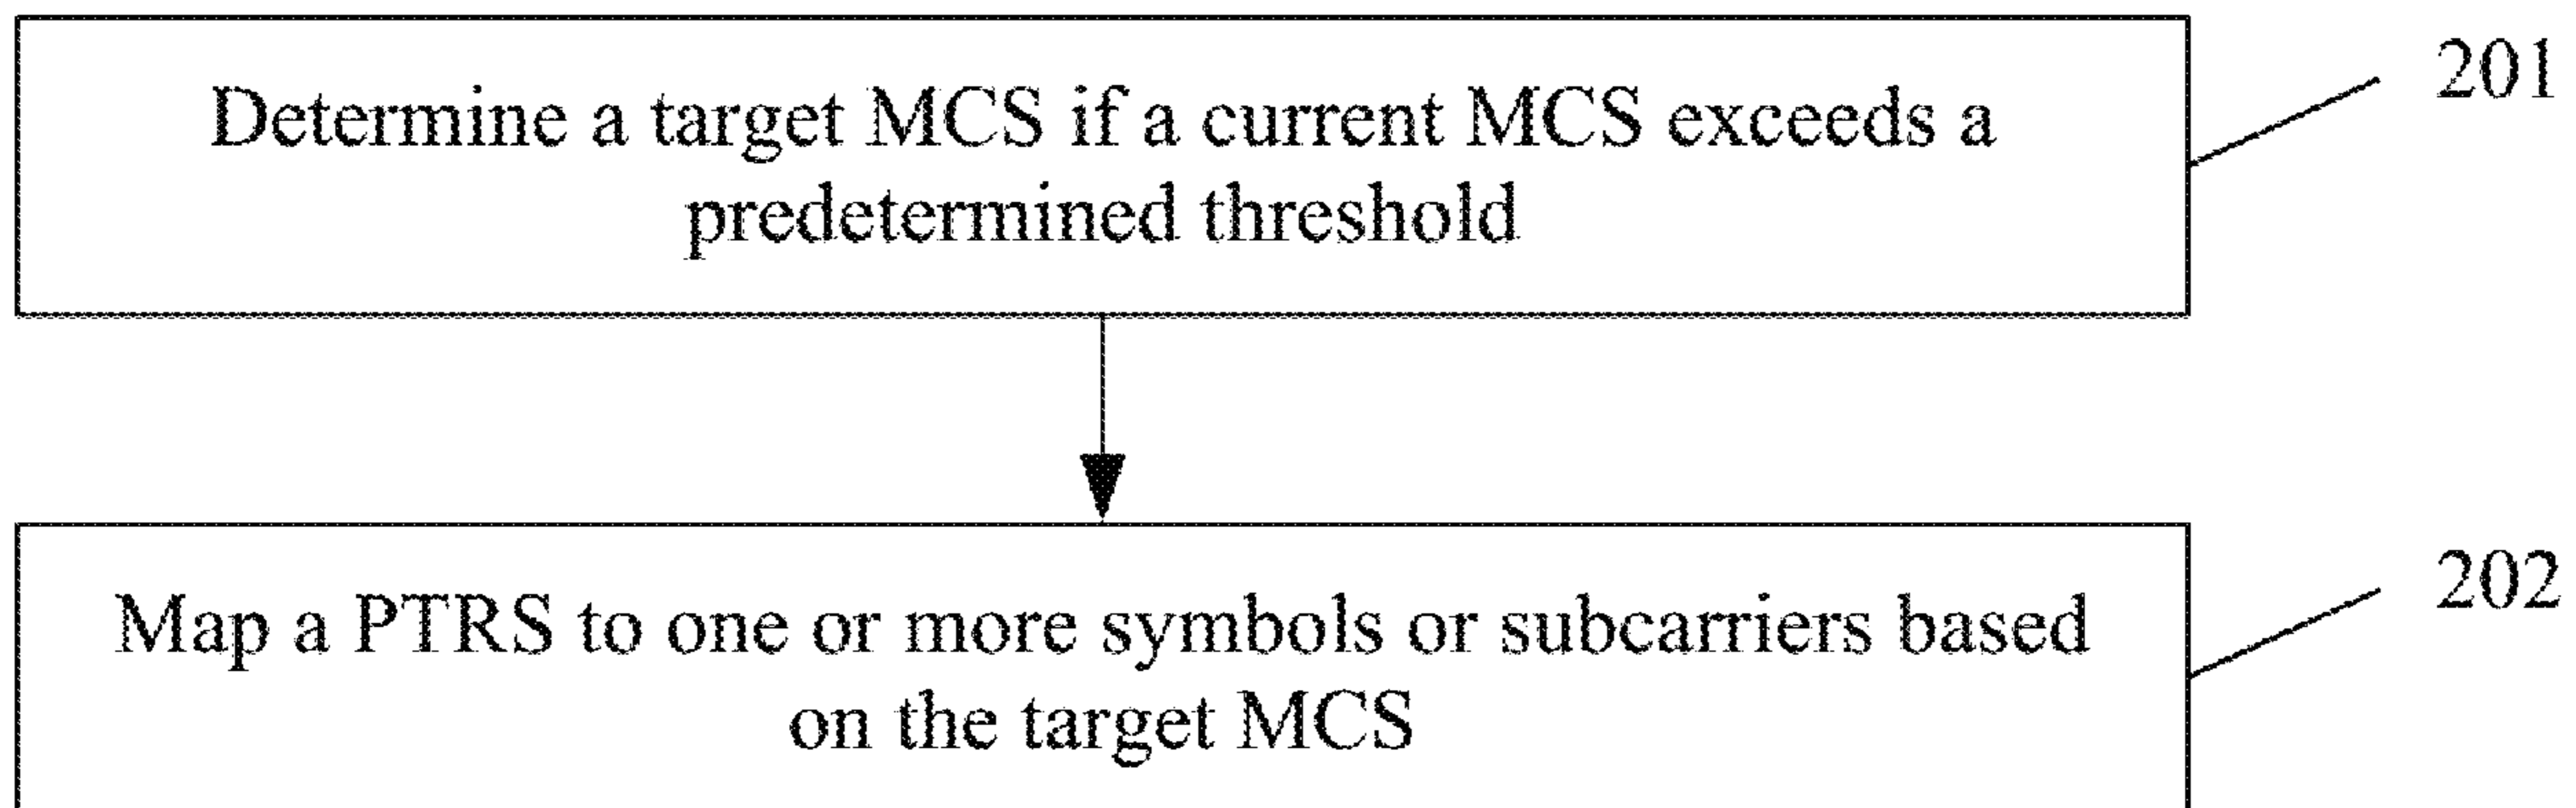 Determine a target MCS if a current MCS exceeds a
predetermined threshold
201
Map a PTRS to one or more symbols or subcarriers based
on the target MCS
202